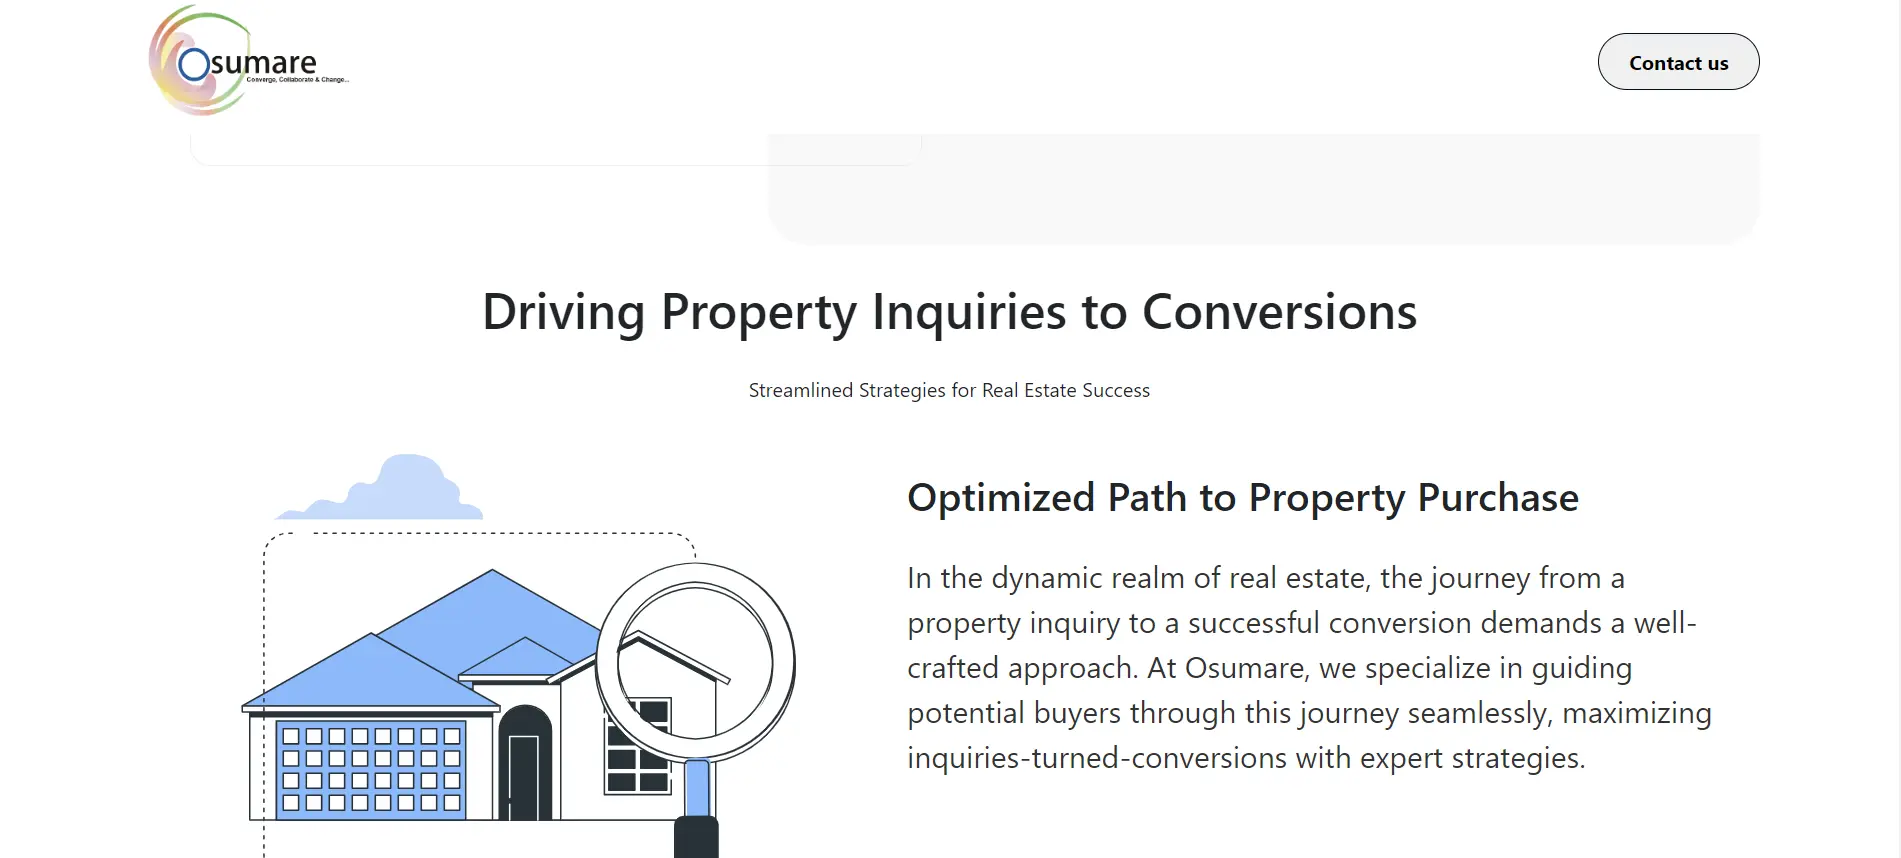 Osumare
Converge, Collaborate & Change...
Contact us
Driving Property Inquiries to Conversions
Streamlined Strategies for Real Estate Success
Optimized Path to Property Purchase
In the dynamic realm of real estate, the journey from a
property inquiry to a successful conversion demands a well-
crafted approach. At Osumare, we specialize in guiding
potential buyers through this journey seamlessly, maximizing
inquiries-turned-conversions with expert strategies.